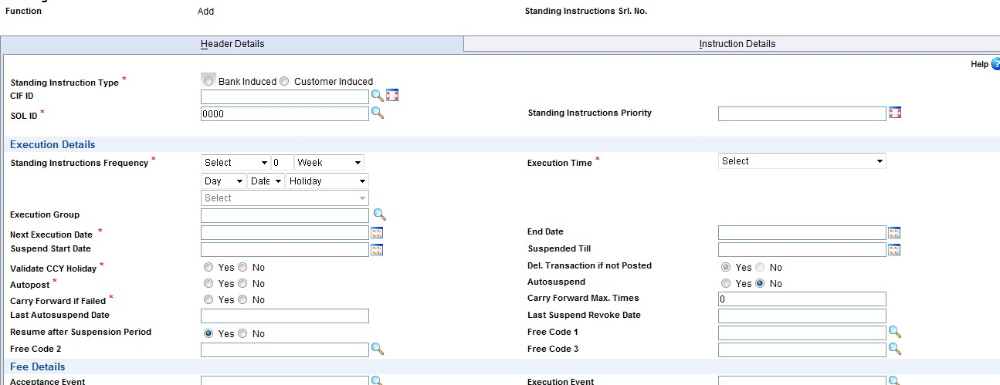 Function Add Standing Instructions Srl. No.
Header Details Instruction Details
Help ?
Standing Instruction Type * Bank Induced Customer Induced
CIF ID
SOL ID * 0000 Standing Instructions Priority
Execution Details
Standing Instructions Frequency * Select 0 Week Execution Time * Select
Day Date Holiday
Select
Execution Group
Next Execution Date * End Date
Suspend Start Date Suspended Till
Validate CCY Holiday * Yes No Del. Transaction if not Posted Yes No
Autopost * Yes No Autosuspend Yes No
Carry Forward if Failed * Yes No Carry Forward Max. Times 0
Last Autosuspend Date Last Suspend Revoke Date
Resume after Suspension Period Yes No Free Code 1
Free Code 2 Free Code 3
Fee Details
Acceptance Event Execution Event